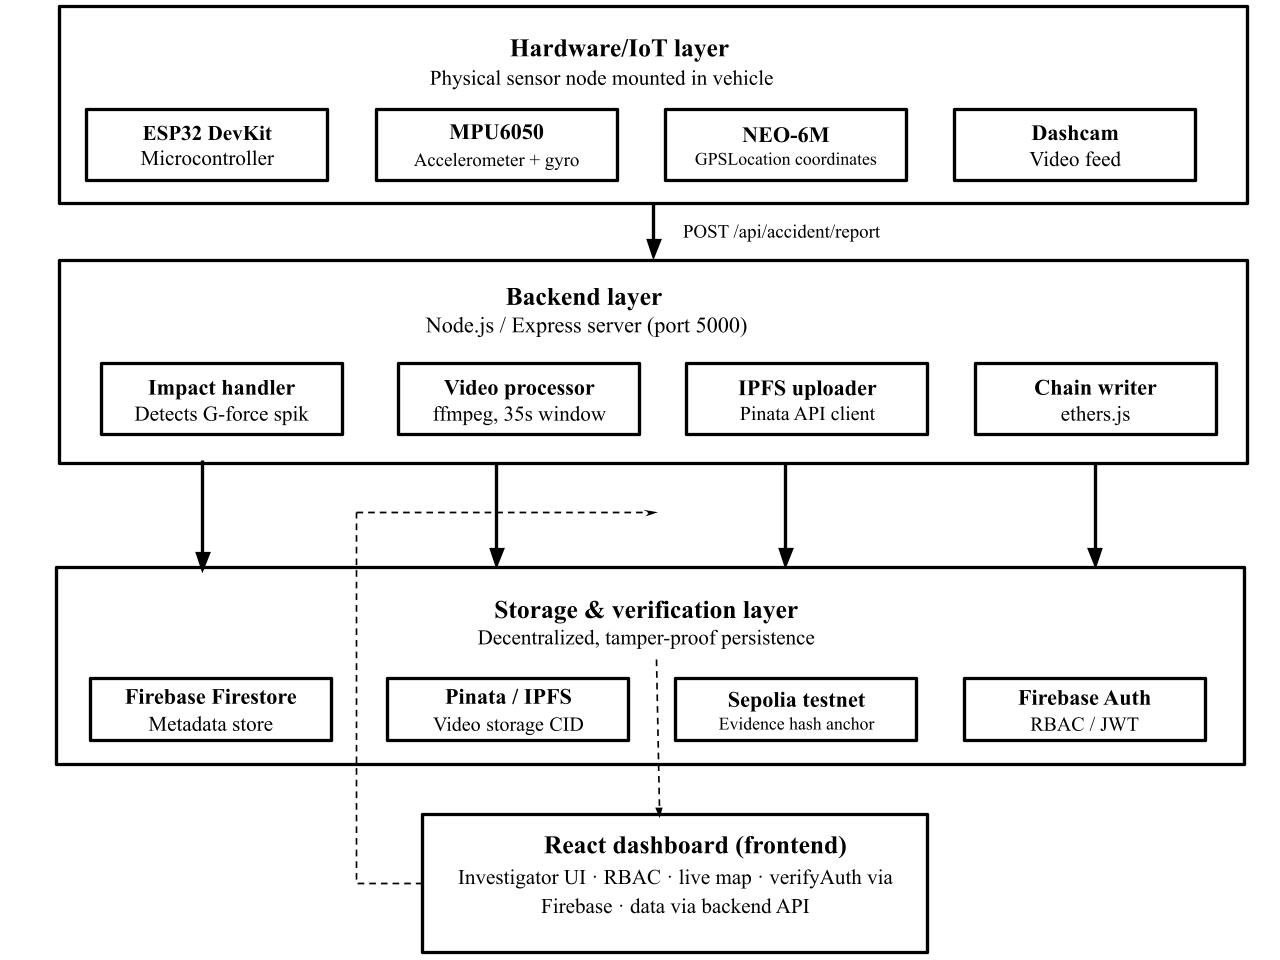 Hardware/IoT layer
Physical sensor node mounted in vehicle
ESP32 DevKit
Microcontroller
MPU6050
Accelerometer + gyro
NEO-6M
GPSLocation coordinates
Dashcam
Video feed
POST /api/accident/report
Backend layer
Node.js / Express server (port 5000)
Impact handler
Detects G-force spik
Video processor
ffmpeg, 35s window
IPFS uploader
Pinata API client
Chain writer
ethers.js
Storage & verification layer
Decentralized, tamper-proof persistence
Firebase Firestore
Metadata store
Pinata / IPFS
Video storage CID
Sepolia testnet
Evidence hash anchor
Firebase Auth
RBAC / JWT
React dashboard (frontend)
Investigator UI · RBAC · live map · verifyAuth via
Firebase · data via backend API